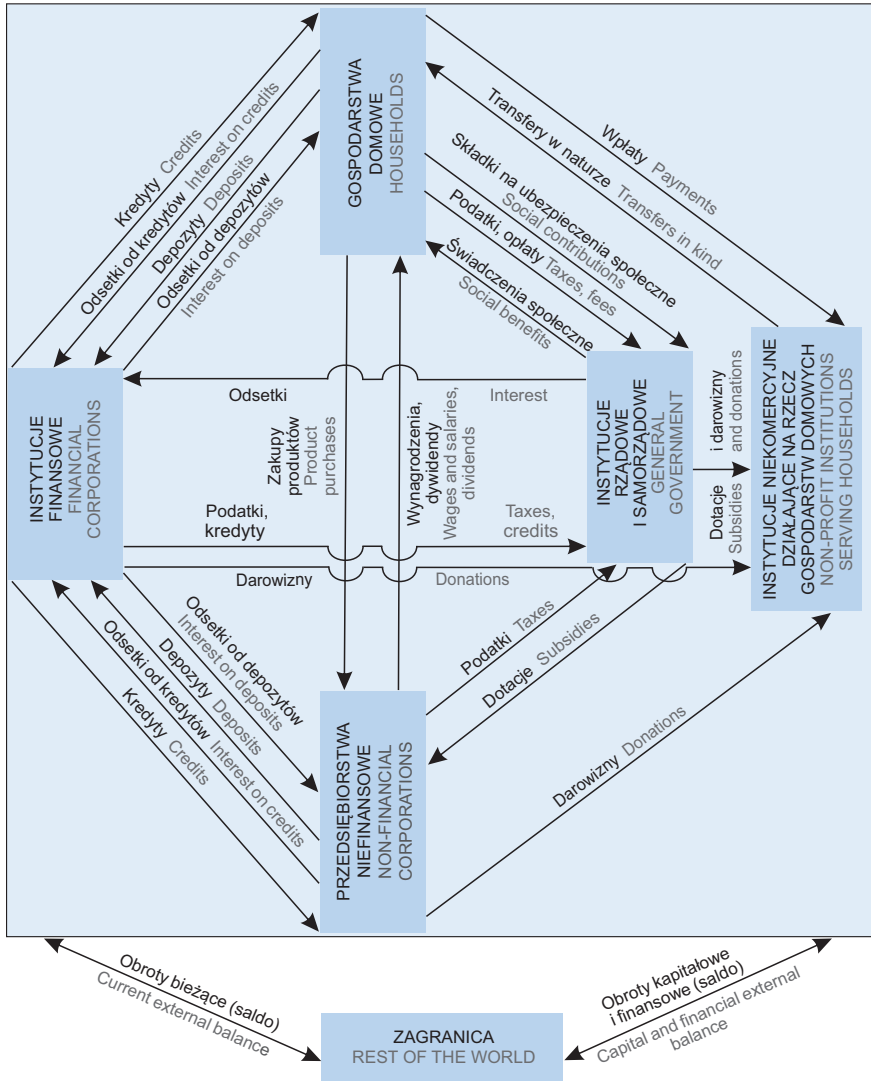 GOSPODARSTWA
DOMOWE
HOUSEHOLDS
Kredyty Credits
Odsetki od kredytów Interest on credits
Depozyty Deposits
Odsetki od depozytów
Interest on deposits
Wpłaty Payments
Transfery w naturze Transfers in kind
Składki na ubezpieczenia społeczne
Social contributions
Podatki, opłaty Taxes, fees
Świadczenia społeczne
Social benefits
INSTYTUCJE
FINANSOWE
FINANCIAL
CORPORATIONS
Odsetki Interest
Zakupy
produktów
Product
purchases
Wynagrodzenia,
dywidendy
Wages and salaries,
dividends
INSTYTUCJE
RZĄDOWE
I SAMORZĄDOWE
GENERAL
GOVERNMENT
Dotacje i darowizny
Subsidies and donations
INSTYTUCJE NIEKOMERCYJNE
DZIAŁAJĄCE NA RZECZ
GOSPODARSTW DOMOWYCH
NON-PROFIT INSTITUTIONS
SERVING HOUSEHOLDS
Podatki,
kredyty
Taxes,
credits
Darowizny Donations
Odsetki od depozytów
Interest on deposits
Depozyty Deposits
Odsetki od kredytów Interest on credits
Kredyty Credits
PRZEDSIĘBIORSTWA
NIEFINANSOWE
NON-FINANCIAL
CORPORATIONS
Podatki Taxes
Dotacje Subsidies
Darowizny Donations
Obroty bieżące (saldo)
Current external balance
Obroty kapitałowe
i finansowe (saldo)
Capital and financial external
balance
ZAGRANICA
REST OF THE WORLD